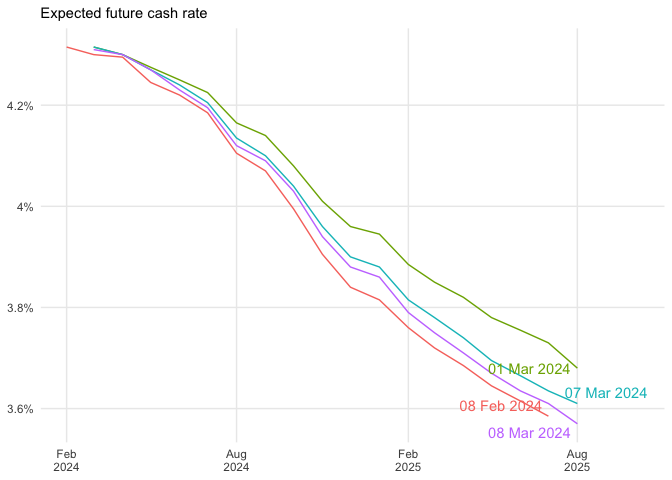 Expected future cash rate
4.2%
4%
3.8%
3.6%
01 Mar 2024
07 Mar 2024
08 Feb 2024
08 Mar 2024
Feb
2024
Aug
2024
Feb
2025
Aug
2025